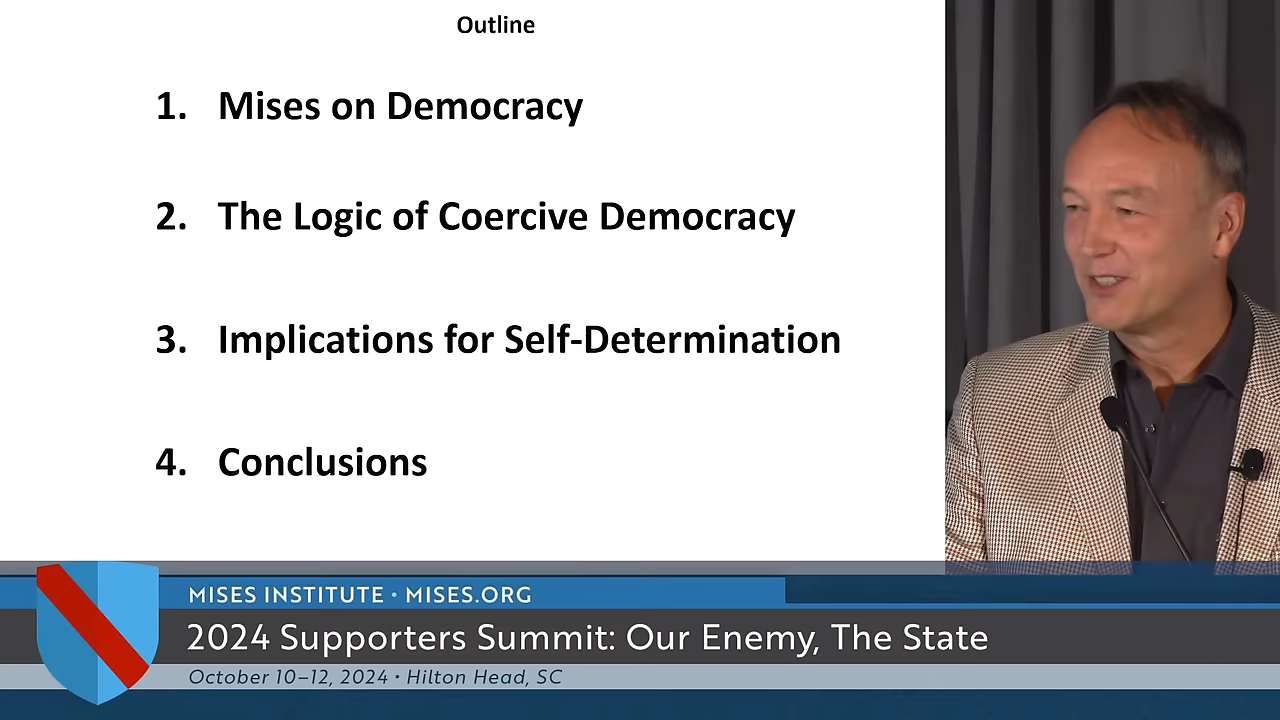 Outline
1. Mises on Democracy
2. The Logic of Coercive Democracy
3. Implications for Self-Determination
4. Conclusions
MISES INSTITUTE • MISES.ORG
2024 Supporters Summit: Our Enemy, The State
October 10–12, 2024 • Hilton Head, SC